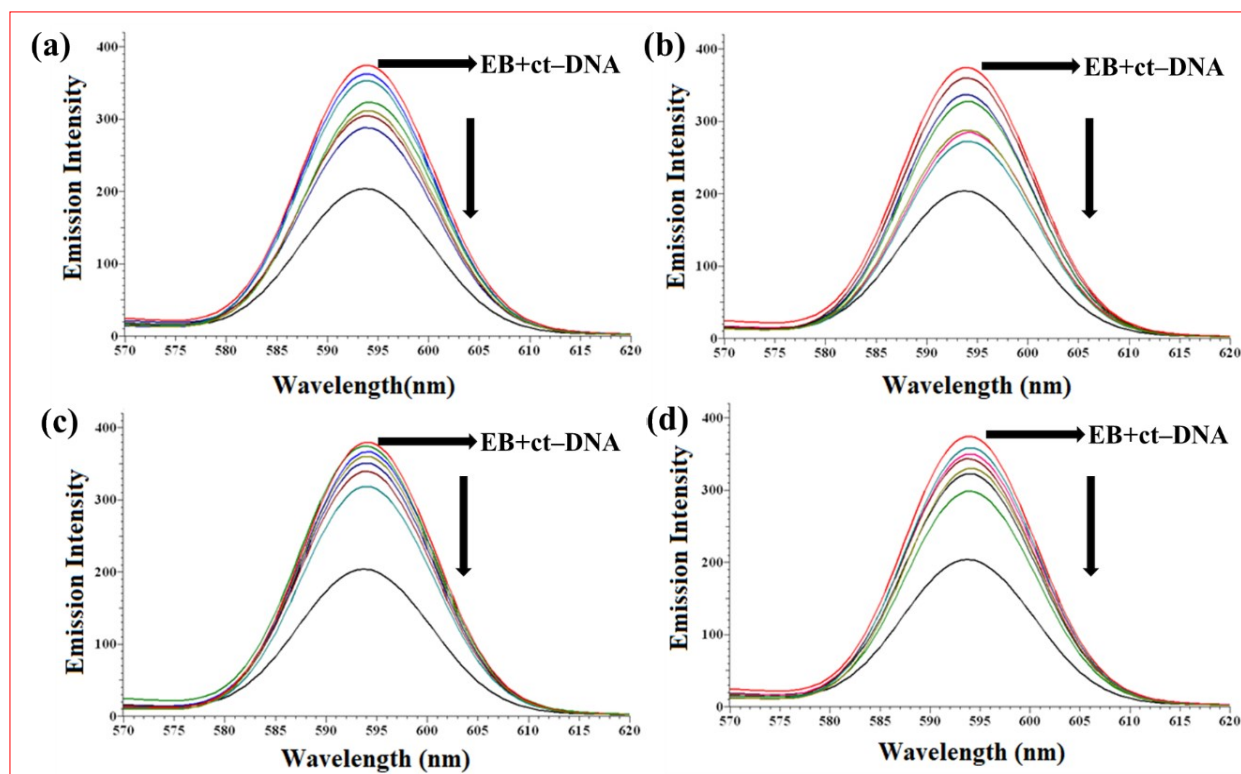 (a)
EB+ct–DNA
Emission Intensity
400
300
200
100
0
570 575 580 585 590 595 600 605 610 615 620
Wavelength(nm)
(b)
EB+ct–DNA
Emission Intensity
400
300
200
100
0
570 575 580 585 590 595 600 605 610 615 620
Wavelength (nm)
(c)
EB+ct–DNA
Emission Intensity
400
300
200
100
0
570 575 580 585 590 595 600 605 610 615 620
Wavelength (nm)
(d)
EB+ct–DNA
Emission Intensity
400
300
200
100
0
570 575 580 585 590 595 600 605 610 615 620
Wavelength (nm)